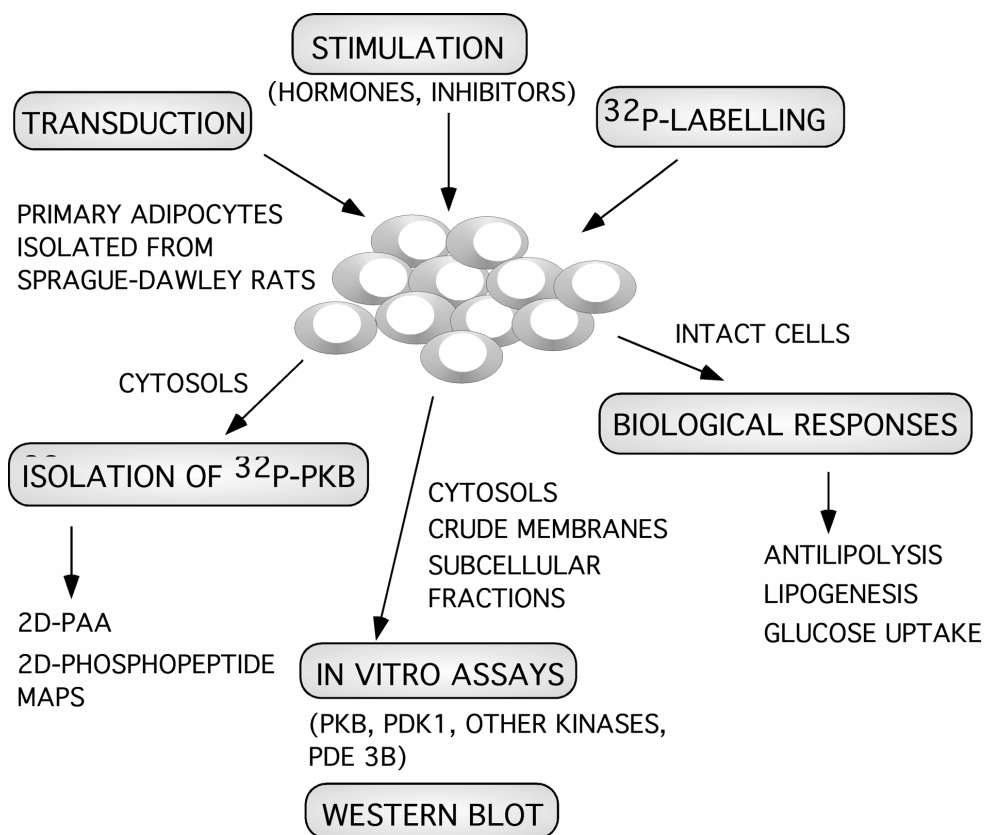 STIMULATION
(HORMONES, INHIBITORS)
TRANSDUCTION
32P-LABELLING
PRIMARY ADIPOCYTES
ISOLATED FROM
SPRAGUE-DAWLEY RATS
INTACT CELLS
CYTOSOLS
BIOLOGICAL RESPONSES
ISOLATION OF 32P-PKB
CYTOSOLS
CRUDE MEMBRANES
SUBCELLULAR
FRACTIONS
ANTILIPOLYSIS
LIPOGENESIS
GLUCOSE UPTAKE
2D-PAA
2D-PHOSPHOPEPTIDE
MAPS
IN VITRO ASSAYS
(PKB, PDK1, OTHER KINASES,
PDE 3B)
WESTERN BLOT